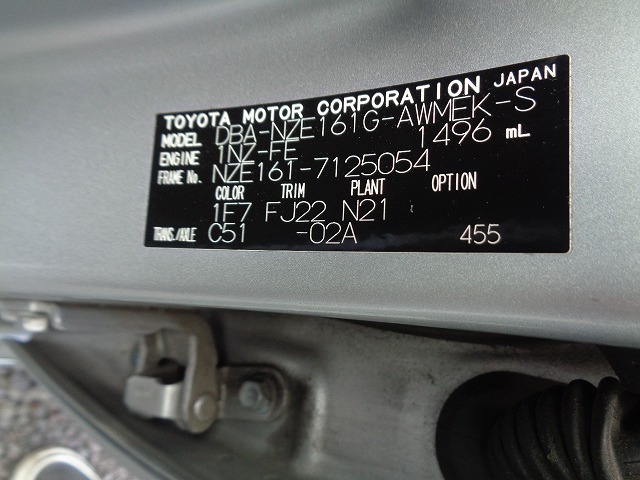 TOYOTA MOTOR CORPORATION JAPAN
MODEL DBA-NZE161G-AWMEK-S
ENGINE 1NZ-FE 1496 mL
FRAME No. NZE161-7125054
COLOR TRIM PLANT OPTION
1F7 FJ22 N21
TRANS./AXLE C51 -02A 455